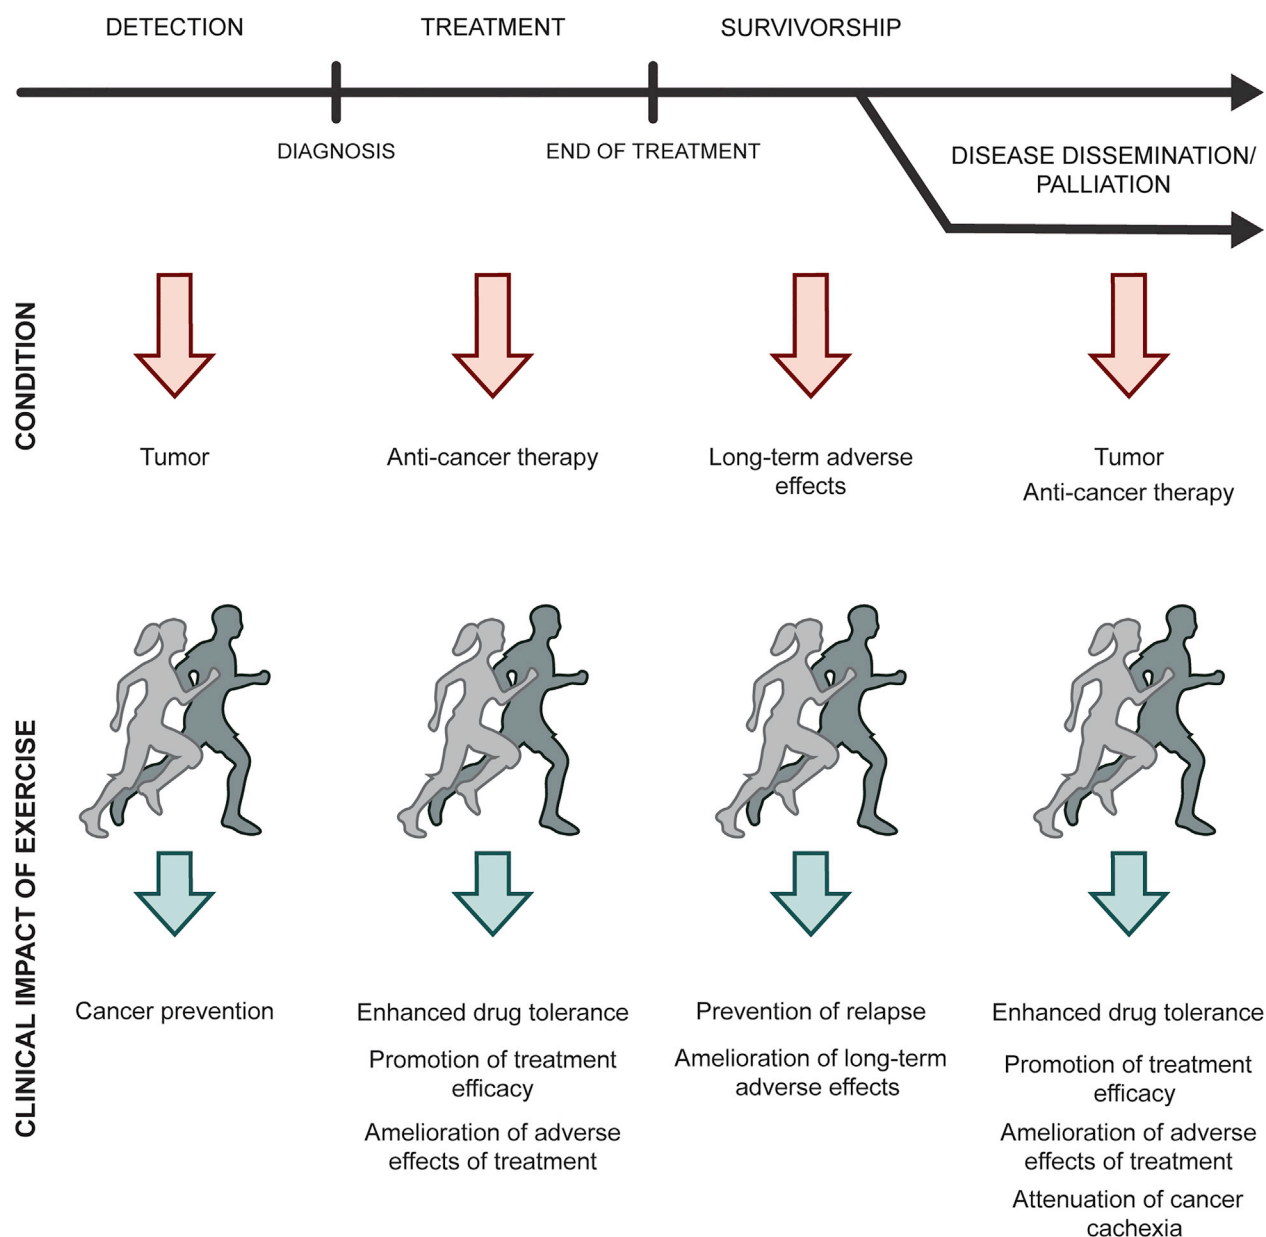 DETECTION
TREATMENT
SURVIVORSHIP
DIAGNOSIS
END OF TREATMENT
DISEASE DISSEMINATION/
PALLIATION
CONDITION
Tumor
Anti-cancer therapy
Long-term adverse
effects
Tumor
Anti-cancer therapy
CLINICAL IMPACT OF EXERCISE
Cancer prevention
Enhanced drug tolerance
Promotion of treatment
efficacy
Amelioration of adverse
effects of treatment
Prevention of relapse
Amelioration of long-term
adverse effects
Enhanced drug tolerance
Promotion of treatment
efficacy
Amelioration of adverse
effects of treatment
Attenuation of cancer
cachexia